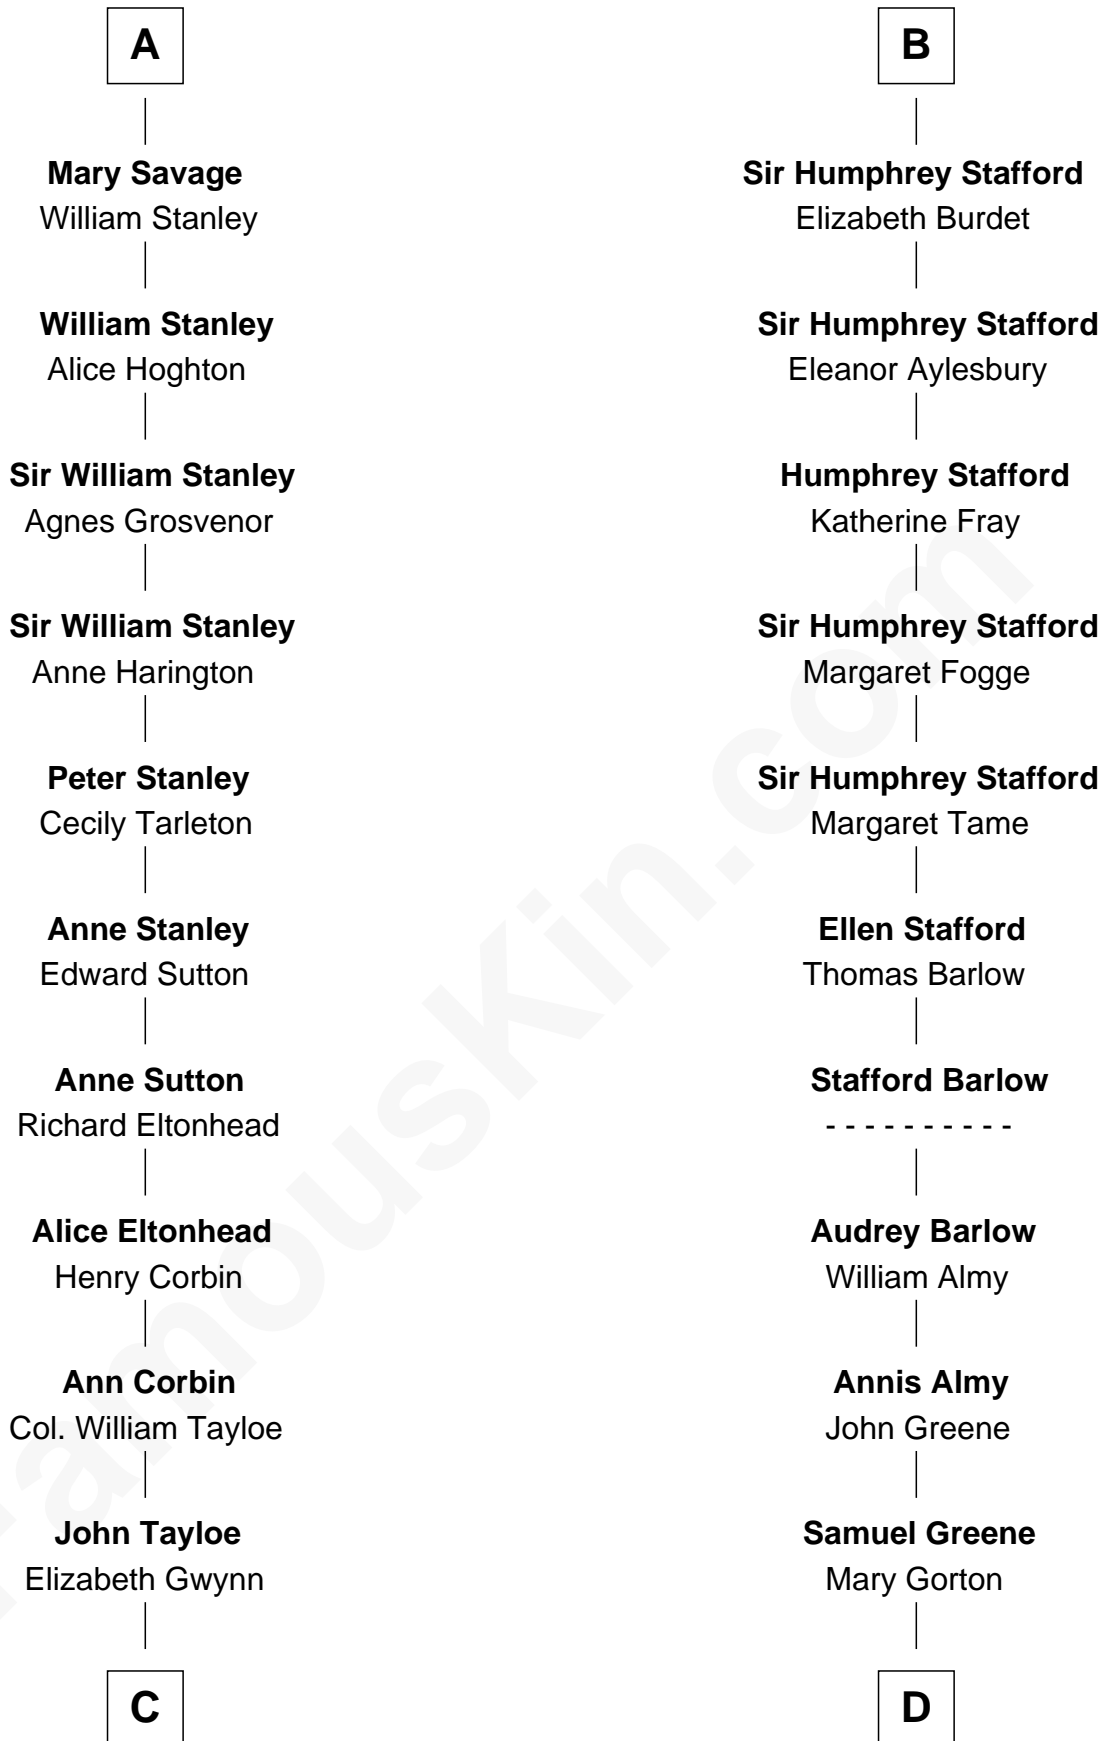 A
Mary Savage
William Stanley
William Stanley
Alice Hoghton
Sir William Stanley
Agnes Grosvenor
Sir William Stanley
Anne Harington
Peter Stanley
Cecily Tarleton
Anne Stanley
Edward Sutton
Anne Sutton
Richard Eltonhead
Alice Eltonhead
Henry Corbin
Ann Corbin
Col. William Tayloe
John Tayloe
Elizabeth Gwynn
C
B
Sir Humphrey Stafford
Elizabeth Burdet
Sir Humphrey Stafford
Eleanor Aylesbury
Humphrey Stafford
Katherine Fray
Sir Humphrey Stafford
Margaret Fogge
Sir Humphrey Stafford
Margaret Tame
Ellen Stafford
Thomas Barlow
Stafford Barlow
- - - - - - - - - -
Audrey Barlow
William Almy
Annis Almy
John Greene
Samuel Greene
Mary Gorton
D
FamousKin.com